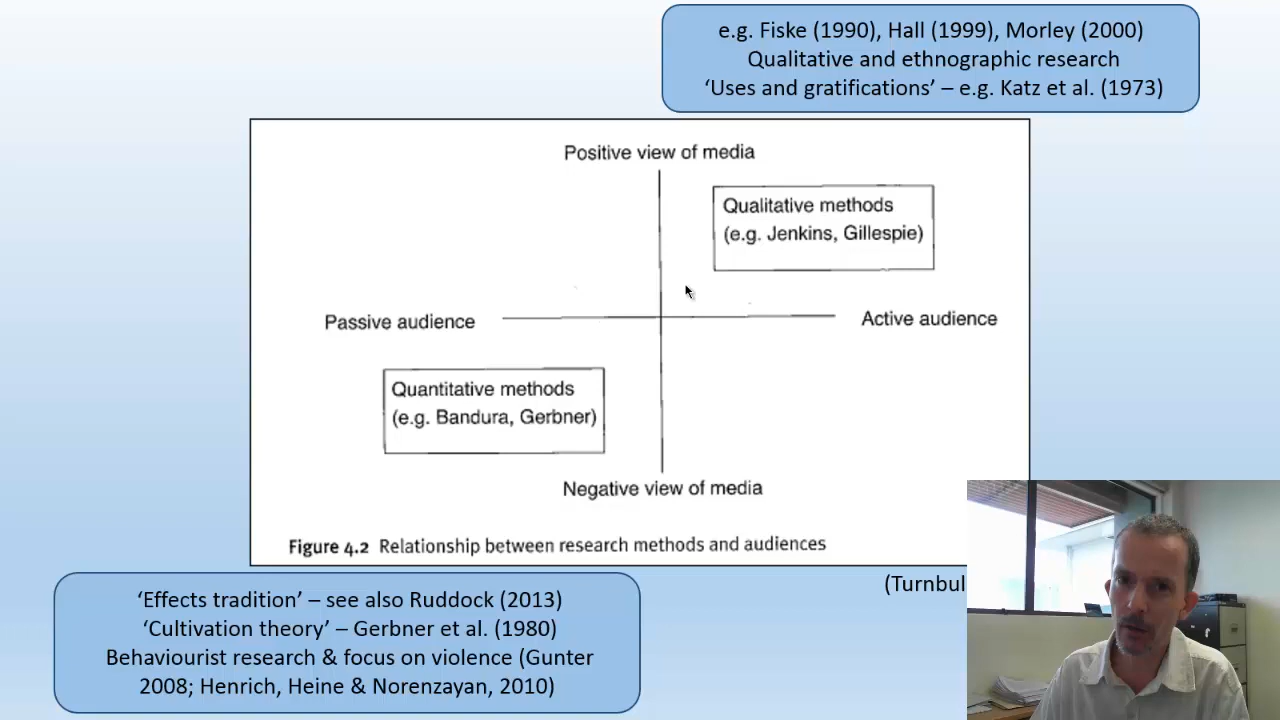 e.g. Fiske (1990), Hall (1999), Morley (2000)
Qualitative and ethnographic research
‘Uses and gratifications’ – e.g. Katz et al. (1973)
Positive view of media
Qualitative methods
(e.g. Jenkins, Gillespie)
Passive audience
Active audience
Quantitative methods
(e.g. Bandura, Gerbner)
Negative view of media
Figure 4.2 Relationship between research methods and audiences
(Turnbul
‘Effects tradition’ – see also Ruddock (2013)
‘Cultivation theory’ – Gerbner et al. (1980)
Behaviourist research & focus on violence (Gunter
2008; Henrich, Heine & Norenzayan, 2010)